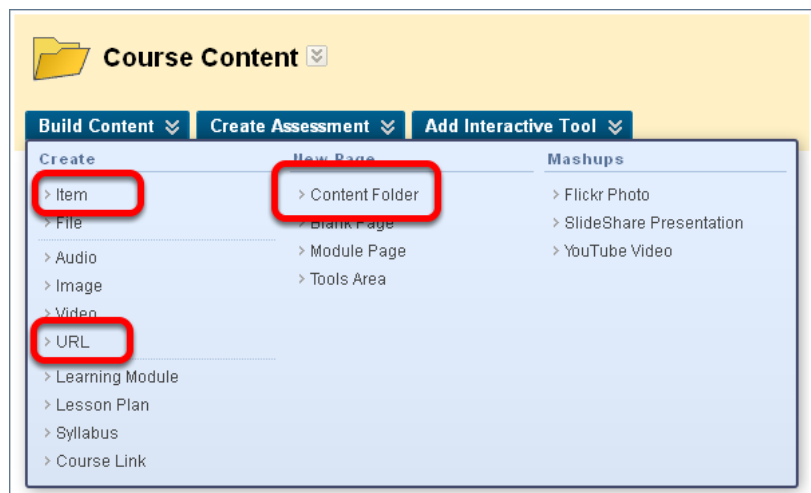 Course Content
Build Content
Create Assessment
Add Interactive Tool
Create
Item
File
Audio
Image
Video
URL
Learning Module
Lesson Plan
Syllabus
Course Link
New Page
Content Folder
Blank Page
Module Page
Tools Area
Mashups
Flickr Photo
SlideShare Presentation
YouTube Video